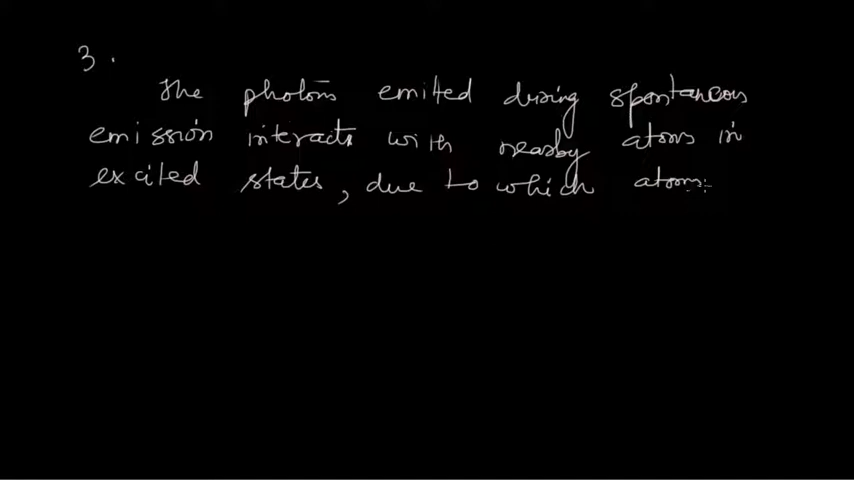 3.
The photons emitted during spontaneous
emission interacts with nearby atoms in
excited states, due to which atoms